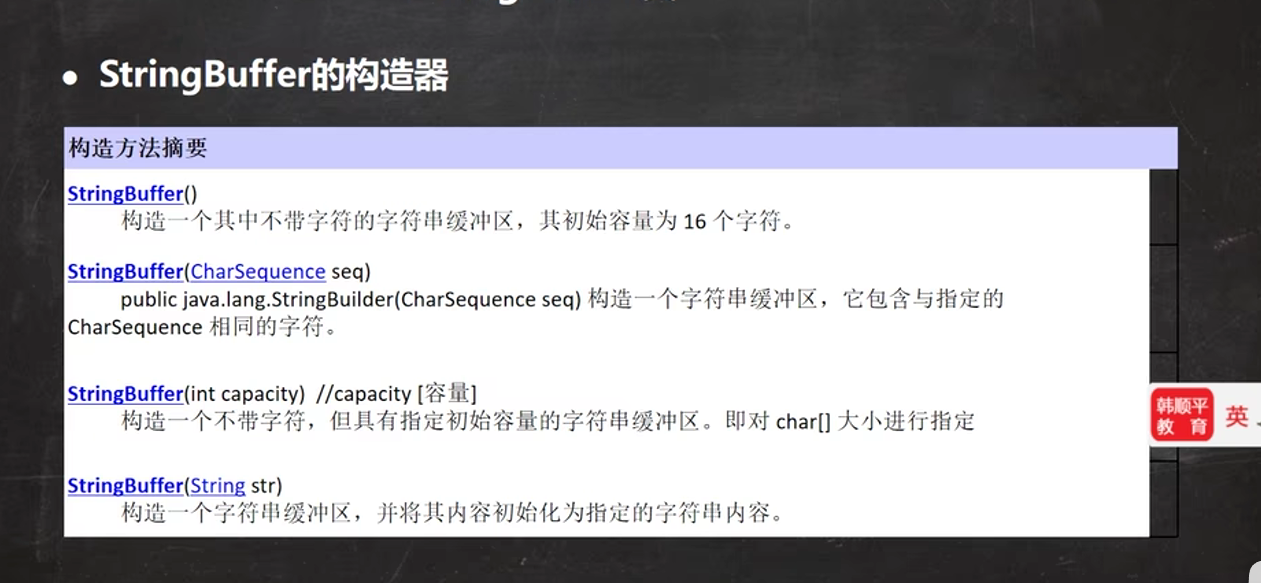 ● StringBuffer的构造器
构造方法摘要
StringBuffer()
构造一个其中不带字符的字符串缓冲区，其初始容量为 16 个字符。
StringBuffer(CharSequence seq)
public java.lang.StringBuilder(CharSequence seq) 构造一个字符串缓冲区，它包含与指定的
CharSequence 相同的字符。
StringBuffer(int capacity) //capacity [容量]
构造一个不带字符，但具有指定初始容量的字符串缓冲区。即对 char[] 大小进行指定
StringBuffer(String str)
构造一个字符串缓冲区，并将其内容初始化为指定的字符串内容。
韩顺平
教 育
英